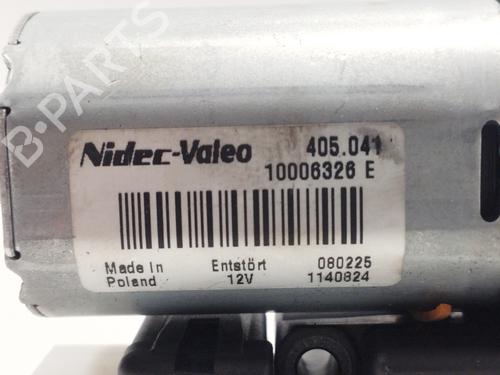 B-PARTS
Nidec-Valeo 405.041
10006326 E
Made in Poland Entstört 12V 080225 1140824